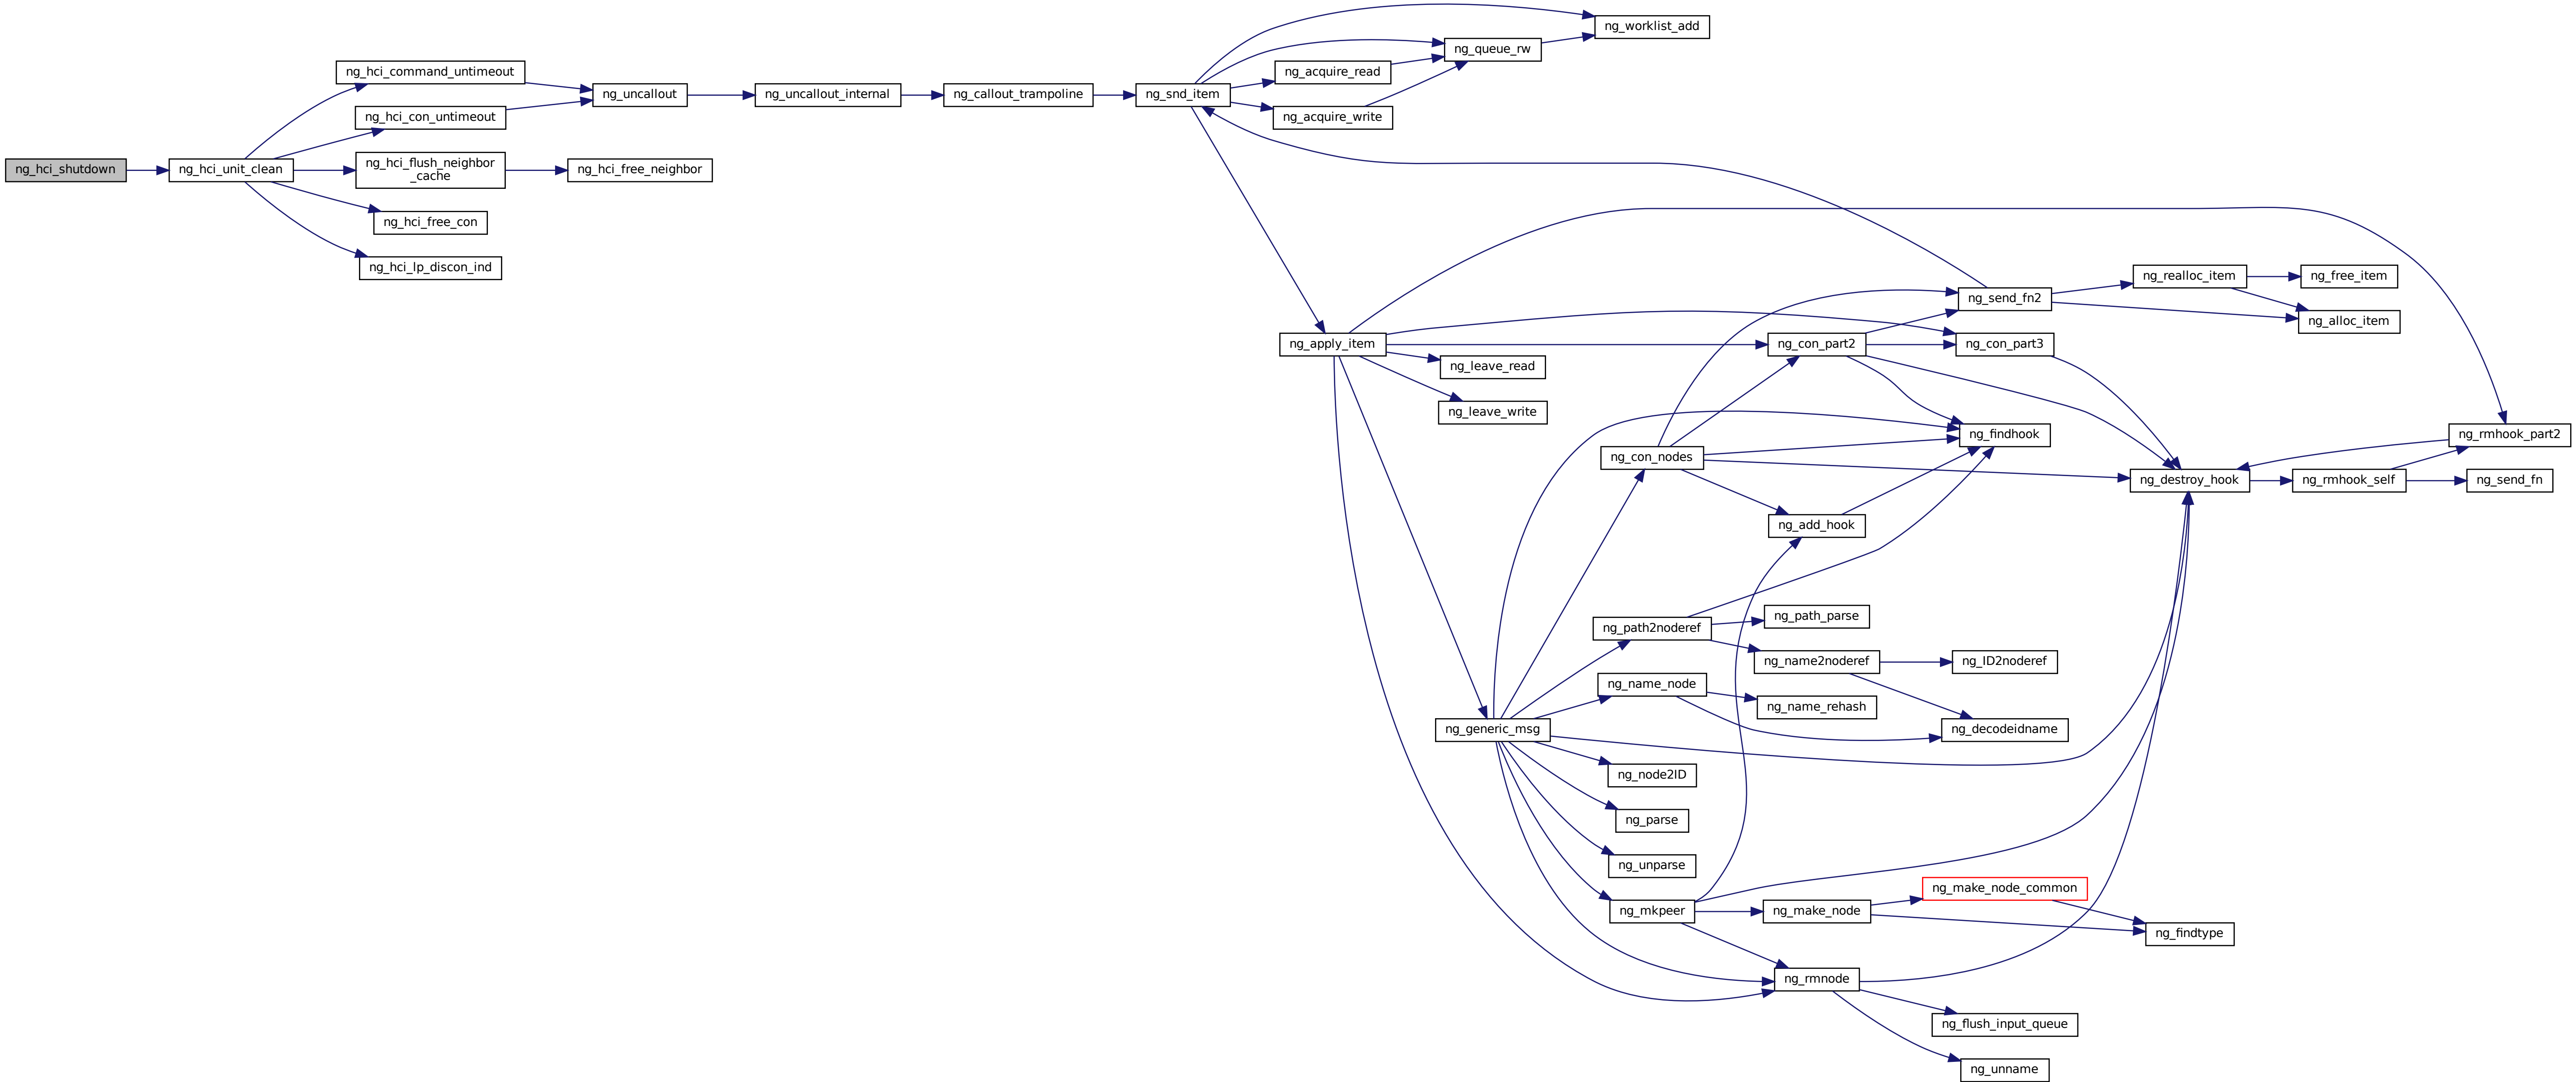 ng_worklist_add
ng_queue_rw
ng_hci_command_untimeout
ng_acquire_read
ng_uncallout
ng_uncallout_internal
ng_callout_trampoline
ng_snd_item
ng_hci_con_untimeout
ng_acquire_write
ng_hci_shutdown
ng_hci_unit_clean
ng_hci_flush_neighbor
_cache
ng_hci_free_neighbor
ng_hci_free_con
ng_hci_lp_discon_ind
ng_realloc_item
ng_free_item
ng_send_fn2
ng_alloc_item
ng_apply_item
ng_con_part2
ng_con_part3
ng_leave_read
ng_leave_write
ng_findhook
ng_rmhook_part2
ng_con_nodes
ng_destroy_hook
ng_rmhook_self
ng_send_fn
ng_add_hook
ng_path_parse
ng_path2noderef
ng_name2noderef
ng_ID2noderef
ng_name_node
ng_name_rehash
ng_generic_msg
ng_decodeidname
ng_node2ID
ng_parse
ng_unparse
ng_make_node_common
ng_mkpeer
ng_make_node
ng_findtype
ng_rmnode
ng_flush_input_queue
ng_unname